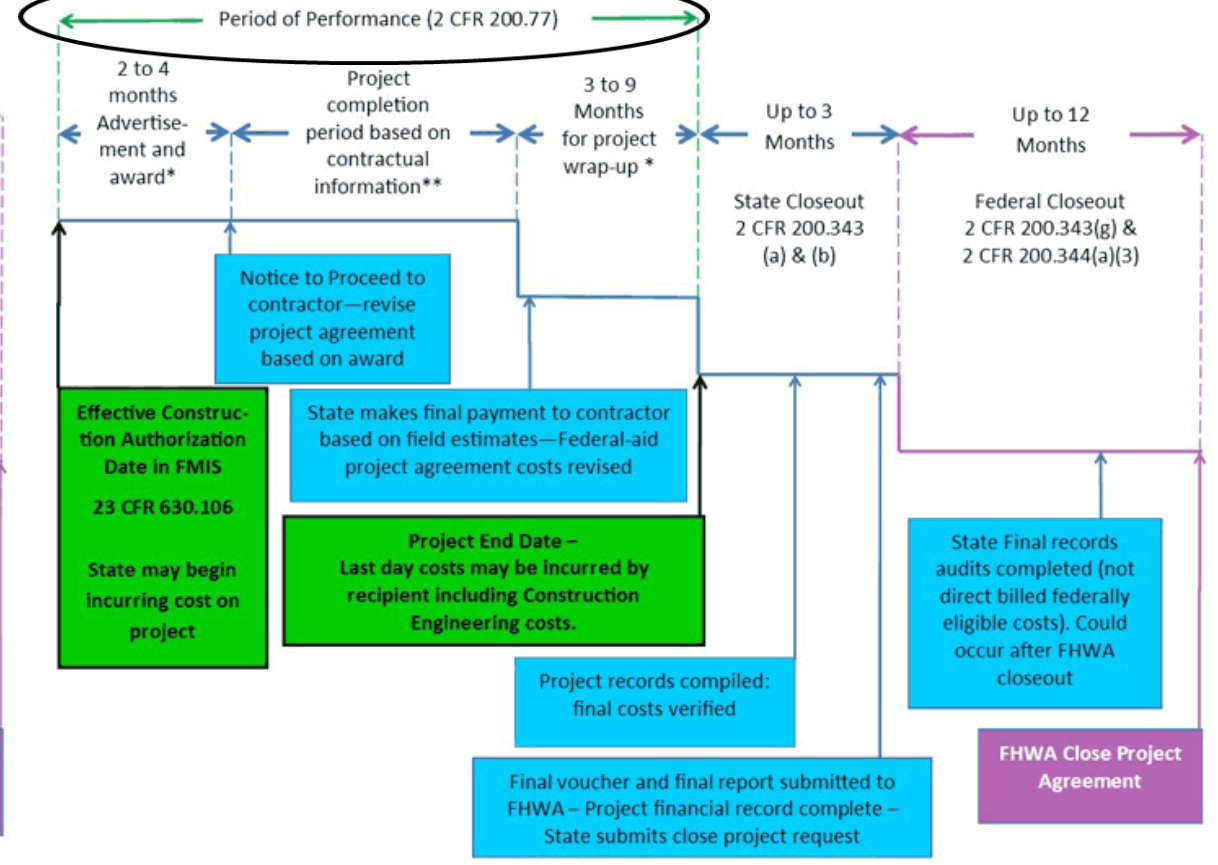 Period of Performance (2 CFR 200.77)
2 to 4
months
Advertise-
ment and
award*
Project
completion
period based on
contractual
information**
3 to 9
Months
for project
wrap-up *
Up to 3
Months
State Closeout
2 CFR 200.343
(a) & (b)
Up to 12
Months
Federal Closeout
2 CFR 200.343(g) &
2 CFR 200.344(a)(3)
Notice to Proceed to
contractor—revise
project agreement
based on award
Effective Construc-
tion Authorization
Date in FMIS
23 CFR 630.106
State may begin
incurring cost on
project
State makes final payment to contractor
based on field estimates—Federal-aid
project agreement costs revised
Project End Date –
Last day costs may be incurred by
recipient including Construction
Engineering costs.
Project records compiled:
final costs verified
Final voucher and final report submitted to
FHWA – Project financial record complete –
State submits close project request
State Final records
audits completed (not
direct billed federally
eligible costs). Could
occur after FHWA
closeout
FHWA Close Project
Agreement